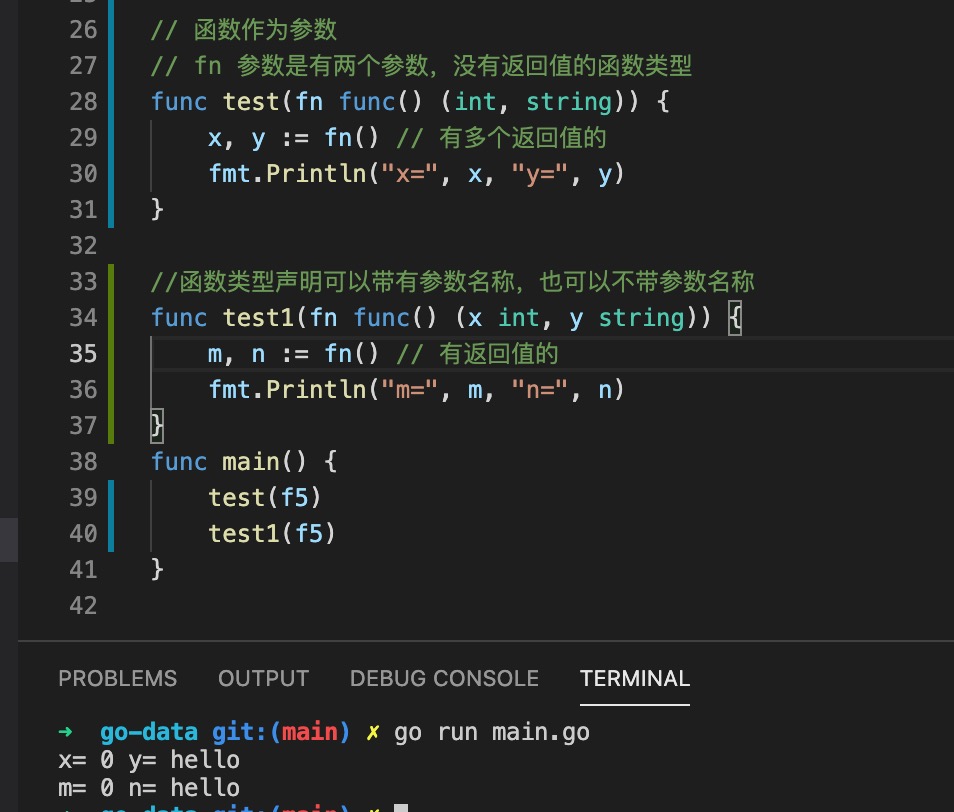 26 // 函数作为参数
27 // fn 参数是有两个参数，没有返回值的函数类型
28 func test(fn func() (int, string)) {
29 x, y := fn() // 有多个返回值的
30 fmt.Println("x=", x, "y=", y)
31 }
32
33 //函数类型声明可以带有参数名称，也可以不带参数名称
34 func test1(fn func() (x int, y string)) {
35 m, n := fn() // 有返回值的
36 fmt.Println("m=", m, "n=", n)
37 }
38 func main() {
39 test(f5)
40 test1(f5)
41 }
42
PROBLEMS OUTPUT DEBUG CONSOLE TERMINAL
➜ go-data git:(main) ✗ go run main.go
x= 0 y= hello
m= 0 n= hello
➜ go-data git:(main) ✗